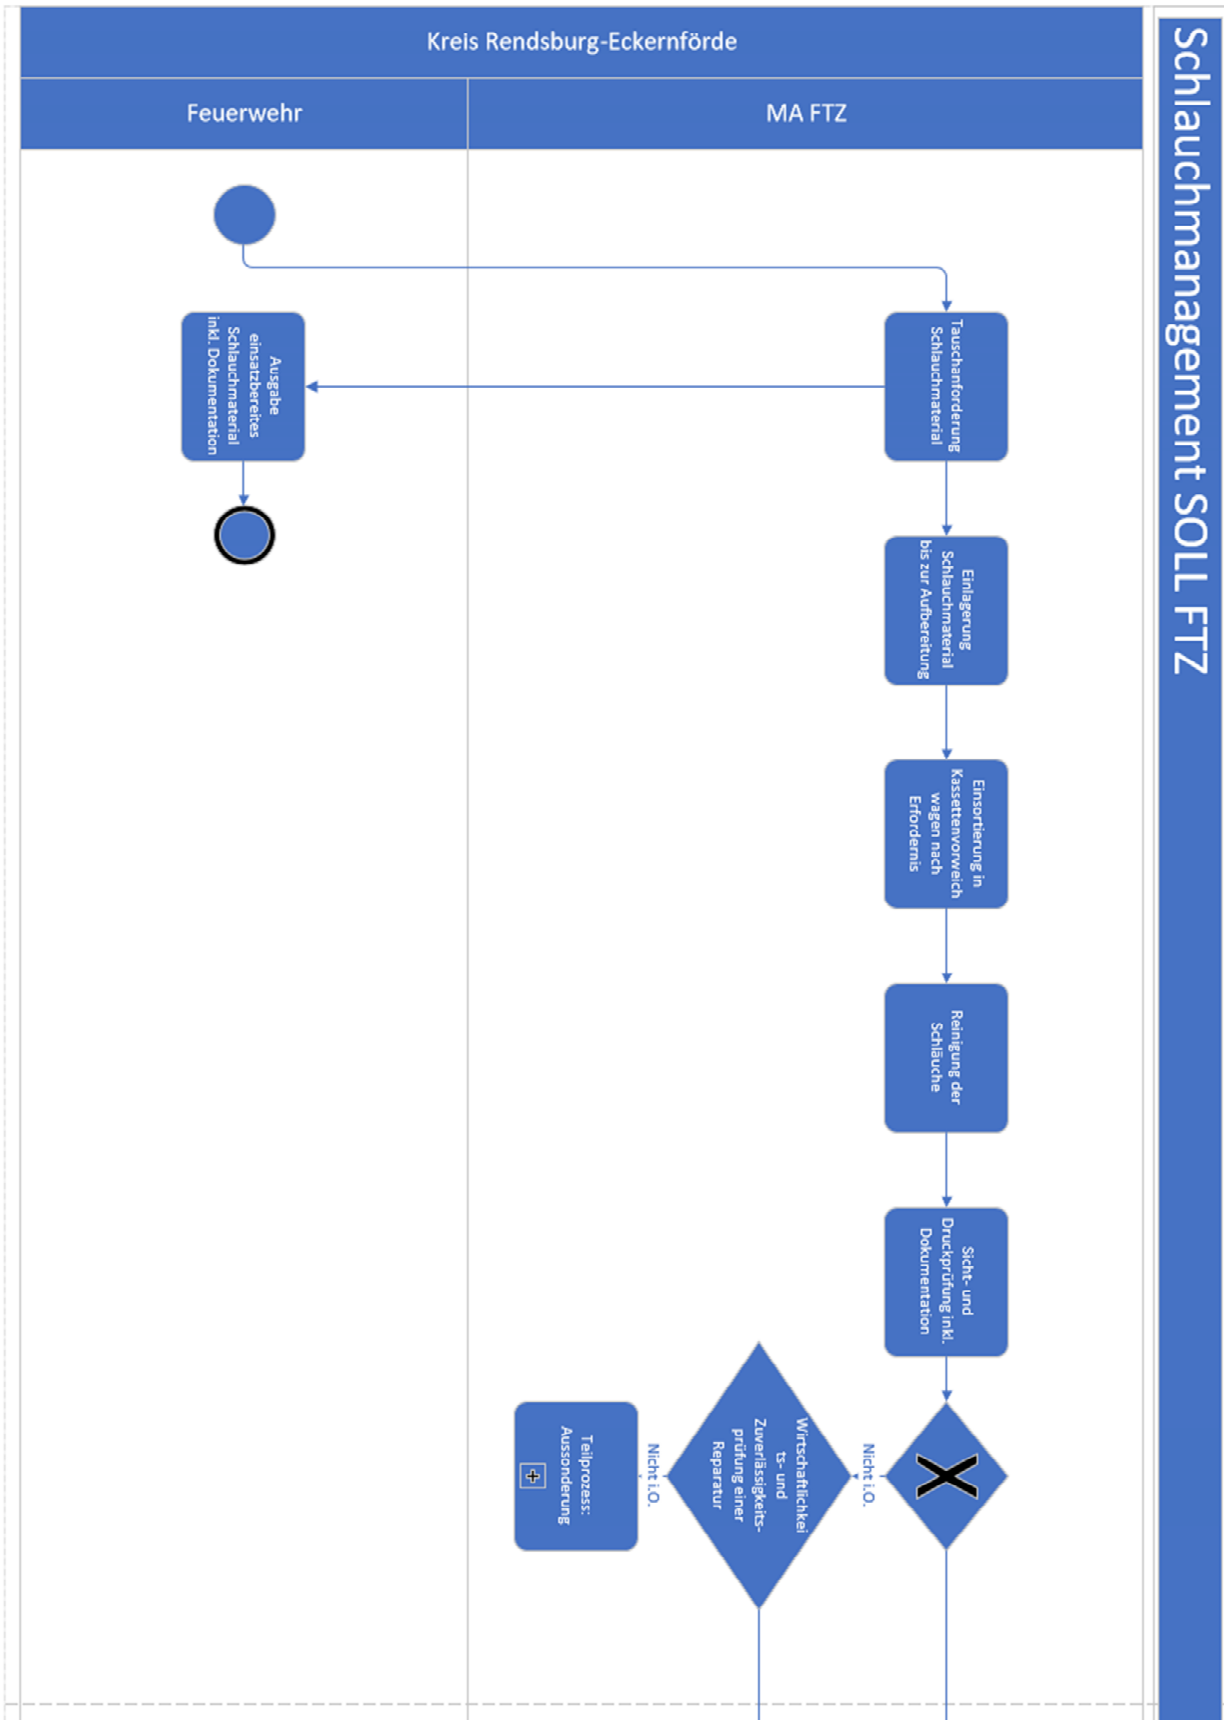 Schlauchmanagement SOLL FTZ
Kreis Rendsburg-Eckernförde
Feuerwehr
MA FTZ
Tauschanforderung
Schlauchmaterial
Ausgabe
einsatzbereites
Schlauchmaterial
inkl. Dokumentation
Einlagerung
Schlauchmaterial
bis zur Aufbereitung
Einsortierung in
Kassettenvorweich
wagen nach
Erfordernis
Reinigung der
Schläuche
Sicht- und
Druckprüfung inkl.
Dokumentation
X
Nicht i.O.
Wirtschaftlichkei
ts- und
Zuverlässigkeits-
prüfung einer
Reparatur
Nicht i.O.
Teilprozess:
Aussonderung
+